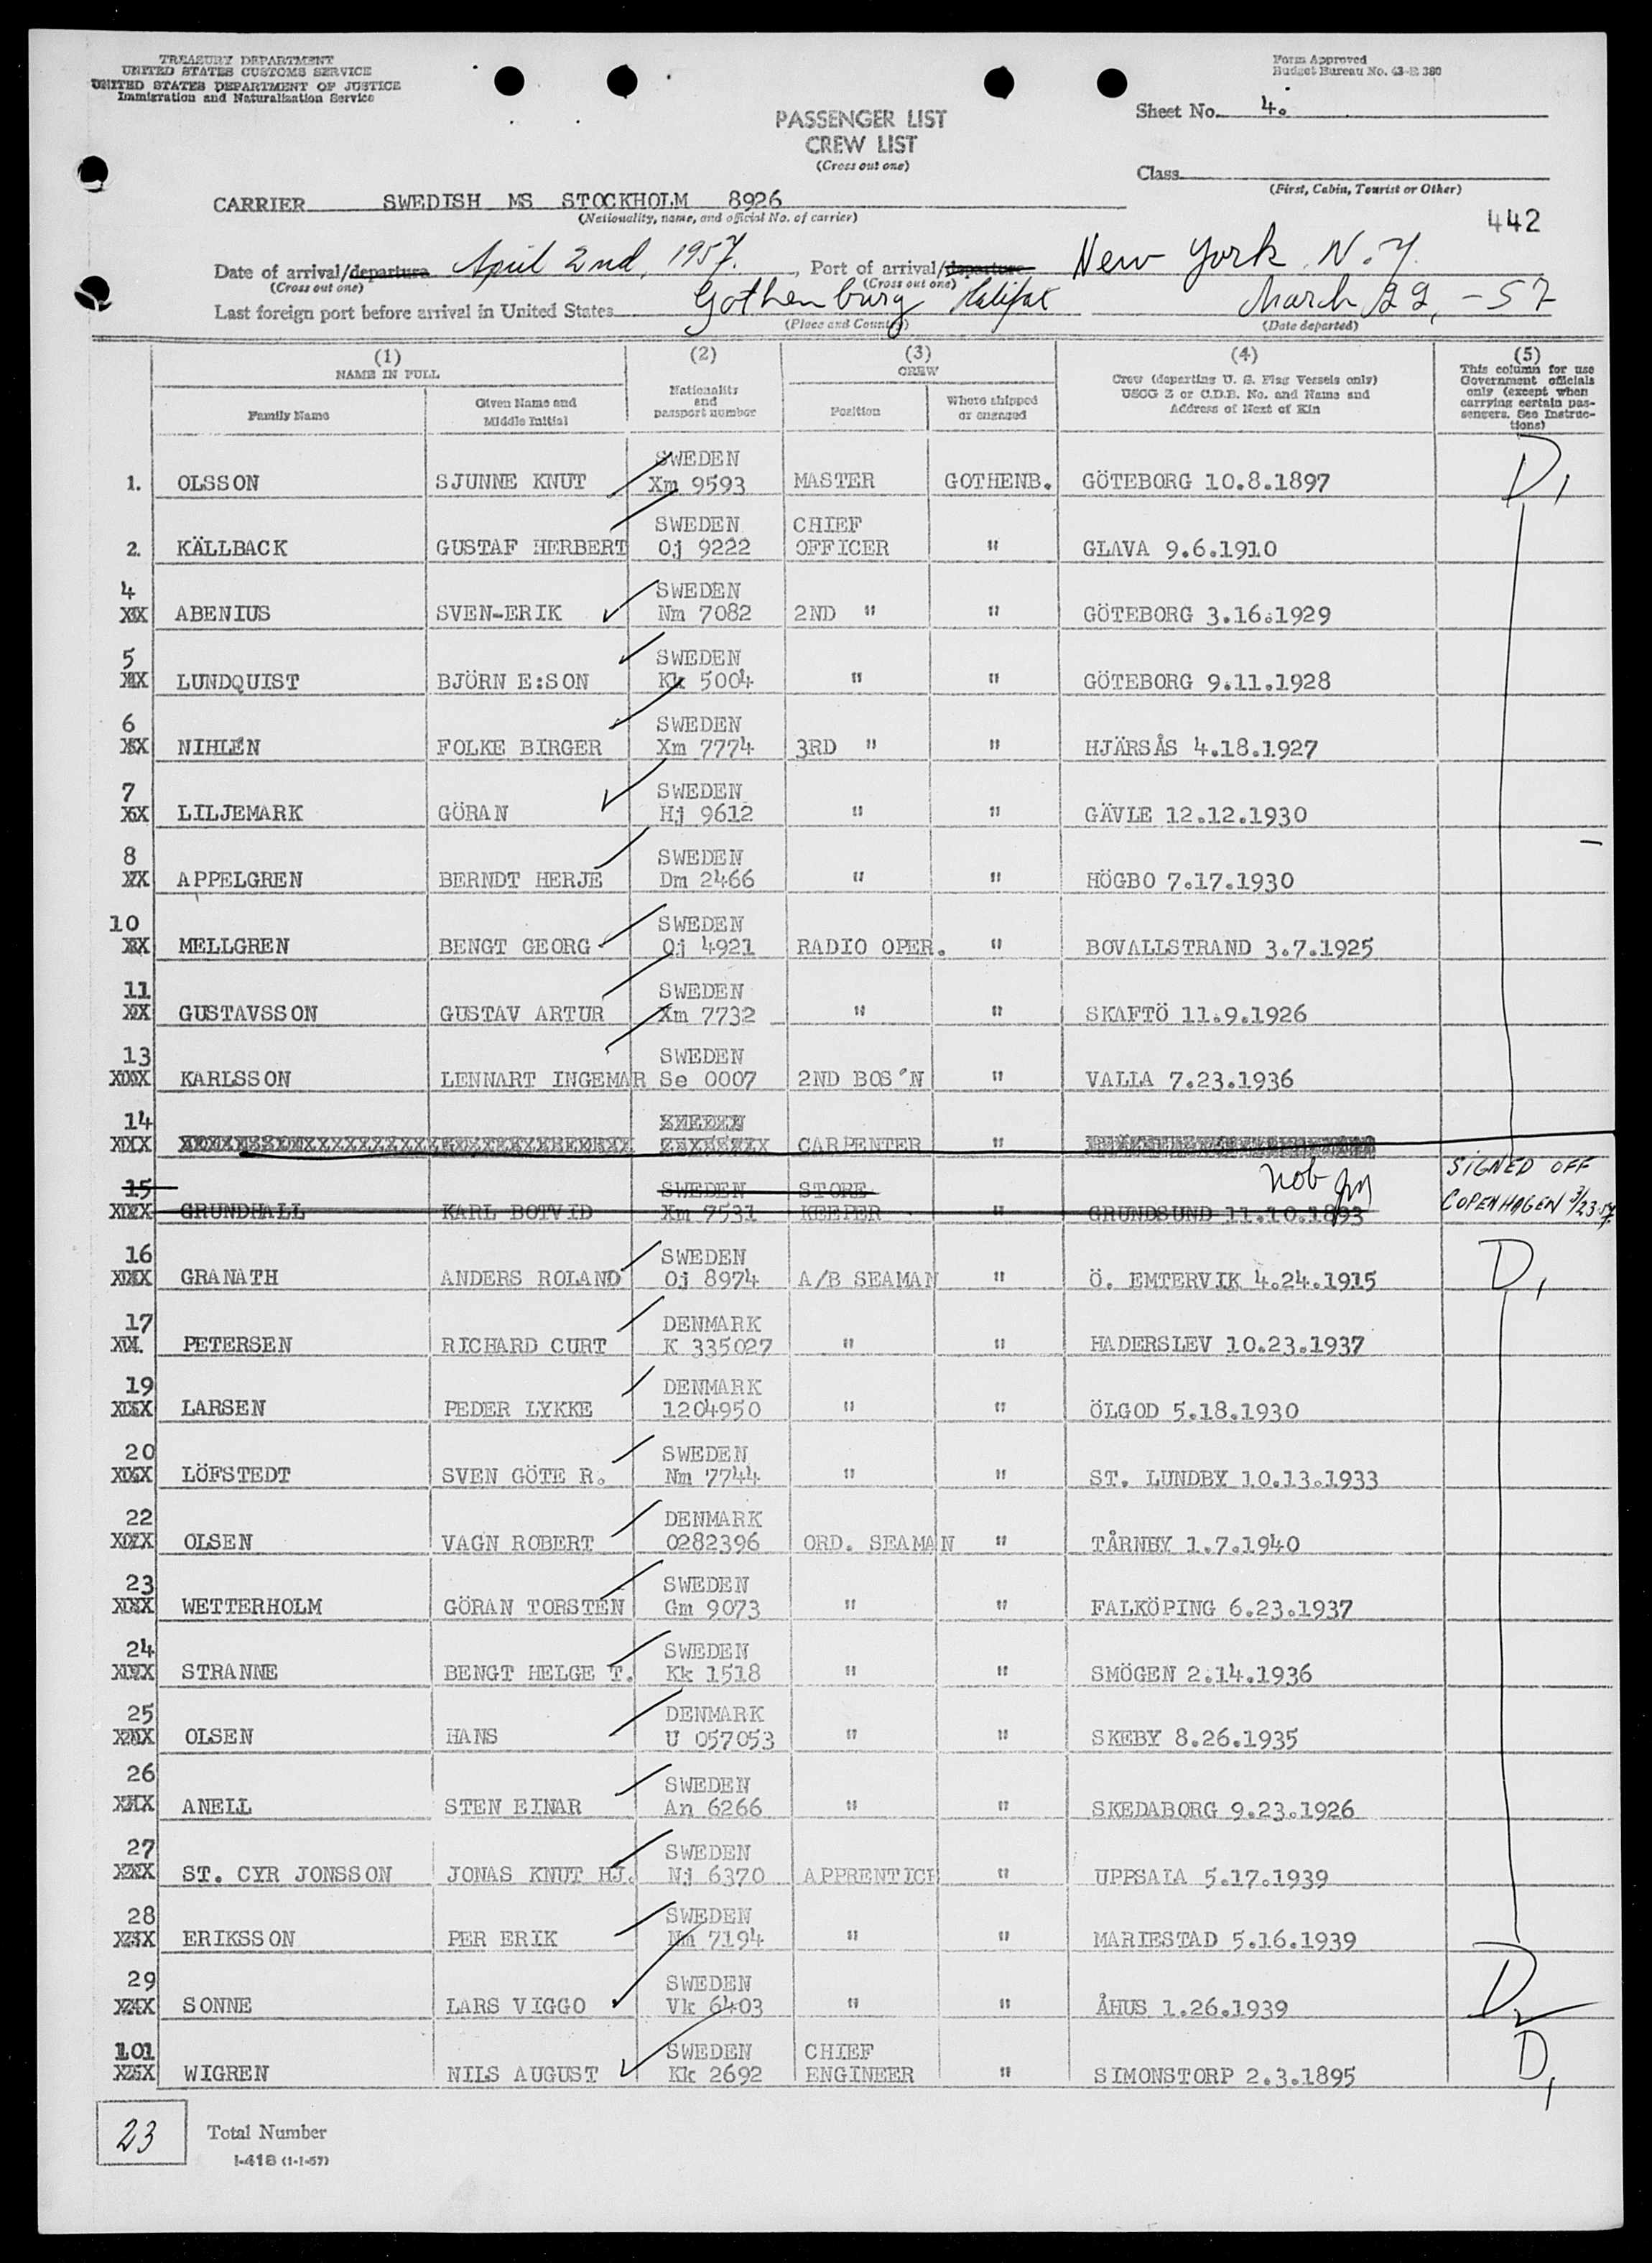 TREASURY DEPARTMENT
UNITED STATES CUSTOMS SERVICE
UNITED STATES DEPARTMENT OF JUSTICE
Immigration and Naturalization Service
Form Approved
Budget Bureau No. 43-R 380
PASSENGER LIST
CREW LIST
(Cross out one)
Sheet No. 4.
Class
(First, Cabin, Tourist or Other)
CARRIER SWEDISH MS STOCKHOLM 8926
(Nationality, name, and official No. of carrier)
442
Date of arrival/departure April 2nd, 1957. , Port of arrival/departure New York, N.Y.
(Cross out one) (Cross out one)
Last foreign port before arrival in United States Gothenburg Halifax March 22, -57
(Place and Country) (Date departed)
(1) NAME IN FULL
Family Name
Given Name and Middle Initial
(2) Nationality and passport number
(3) CREW
Position
Where shipped or engaged
(4) Crew (departing U. S. Flag Vessels only) USCG Z or C.D.B. No. and Name and Address of Next of Kin
(5) This column for use Government officials only (except when carrying certain passengers. See Instructions)
1. OLSSON SJUNNE KNUT SWEDEN Xm 9593 MASTER GOTHENB. GÖTEBORG 10.8.1897 D1
2. KÄLLBACK GUSTAF HERBERT SWEDEN Oj 9222 CHIEF OFFICER " GLAVA 9.6.1910
4 ABENIUS SVEN-ERIK SWEDEN Nm 7082 2ND " " GÖTEBORG 3.16.1929
5 LUNDQUIST BJÖRN E:SON SWEDEN Kk 5004 " " GÖTEBORG 9.11.1928
6 NIHLÉN FOLKE BIRGER SWEDEN Xm 7774 3RD " " HJÄRSÅS 4.18.1927
7 LILJEMARK GÖRAN SWEDEN Hj 9612 " " GÄVLE 12.12.1930
8 APPELGREN BERNDT HERJE SWEDEN Dm 2466 " " HÖGBO 7.17.1930
10 MELLGREN BENGT GEORG SWEDEN Oj 4921 RADIO OPER. " BOVALLSTRAND 3.7.1925
11 GUSTAVSSON GUSTAV ARTUR SWEDEN Xm 7732 " " SKAFTÖ 11.9.1926
13 KARLSSON LENNART INGEMAR SWEDEN Se 0007 2ND BOS'N " VALLA 7.23.1936
14 CARPENTER "
15 GRUNDHALL KARL BOTVID SWEDEN Xm 7531 STORE KEEPER " GRUNDSUND 11.10.1893 nob SIGNED OFF COPENHAGEN 3/23-57
16 GRANATH ANDERS ROLAND SWEDEN Oj 8974 A/B SEAMAN " Ö. EMTERVIK 4.24.1915 D1
17 PETERSEN RICHARD CURT DENMARK K 335027 " " HADERSLEV 10.23.1937
19 LARSEN PEDER LYKKE DENMARK 1204950 " " ÖLGOD 5.18.1930
20 LÖFSTEDT SVEN GÖTE R. SWEDEN Nm 7744 " " ST. LUNDBY 10.13.1933
22 OLSEN VAGN ROBERT DENMARK 0282396 ORD. SEAMAN " TÅRNBY 1.7.1940
23 WETTERHOLM GÖRAN TORSTEN SWEDEN Gm 9073 " " FALKÖPING 6.23.1937
24 STRANNE BENGT HELGE T. SWEDEN Kk 1518 " " SMÖGEN 2.14.1936
25 OLSEN HANS DENMARK U 057053 " " SKEBY 8.26.1935
26 ANELL STEN EINAR SWEDEN An 6266 " " SKEDABORG 9.23.1926
27 ST. CYR JONSSON JONAS KNUT HJ. SWEDEN Nj 6370 APPRENTICE " UPPSALA 5.17.1939
28 ERIKSSON PER ERIK SWEDEN Nm 7194 " " MARIESTAD 5.16.1939
29 SONNE LARS VIGGO SWEDEN Vk 6403 " " ÅHUS 1.26.1939 D2
101 WIGREN NILS AUGUST SWEDEN Kk 2692 CHIEF ENGINEER " SIMONSTORP 2.3.1895 D1
23 Total Number
I-418 (1-1-57)